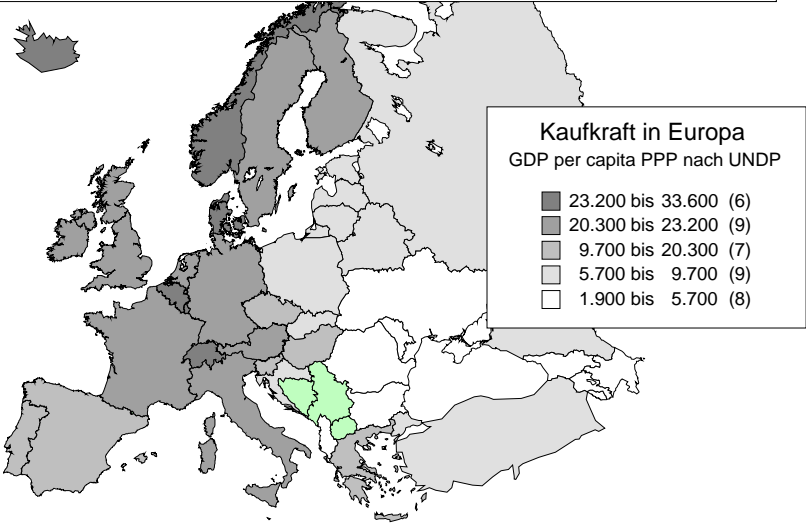 Kaufkraft in Europa
GDP per capita PPP nach UNDP
23.200 bis 33.600 (6)
20.300 bis 23.200 (9)
9.700 bis 20.300 (7)
5.700 bis 9.700 (9)
1.900 bis 5.700 (8)